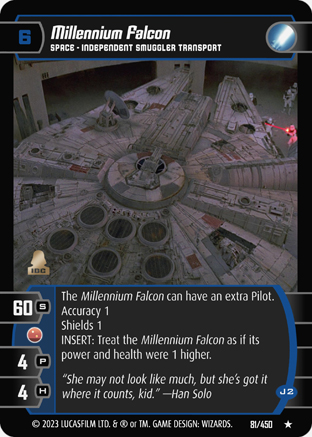 6
Millennium Falcon
SPACE - INDEPENDENT SMUGGLER TRANSPORT
IDC
60 S
4 P
4 H
The Millennium Falcon can have an extra Pilot.
Accuracy 1
Shields 1
INSERT: Treat the Millennium Falcon as if its
power and health were 1 higher.
“She may not look like much, but she’s got it
where it counts, kid.” —Han Solo
J2
© 2023 LUCASFILM LTD. & ® or TM. GAME DESIGN: WIZARDS.
81/450